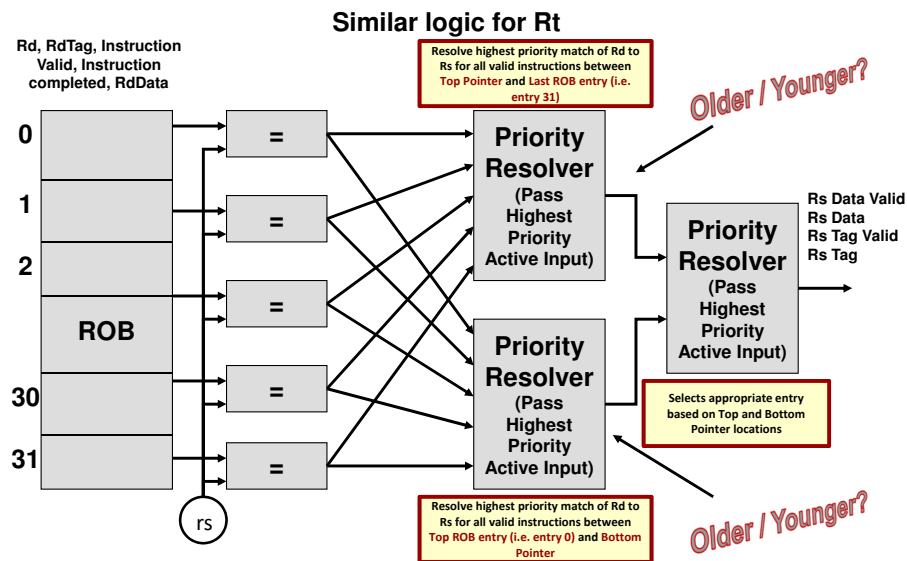 Similar logic for Rt
Rd, RdTag, Instruction
Valid, Instruction
completed, RdData
0
1
2
ROB
30
31
rs
=
=
=
=
=
Resolve highest priority match of Rd to
Rs for all valid instructions between
Top Pointer and Last ROB entry (i.e.
entry 31)
Priority
Resolver
(Pass
Highest
Priority
Active Input)
Older / Younger?
Priority
Resolver
(Pass
Highest
Priority
Active Input)
Resolve highest priority match of Rd to
Rs for all valid instructions between
Top ROB entry (i.e. entry 0) and Bottom
Pointer
Priority
Resolver
(Pass
Highest
Priority
Active Input)
Rs Data Valid
Rs Data
Rs Tag Valid
Rs Tag
Selects appropriate entry
based on Top and Bottom
Pointer locations
Older / Younger?